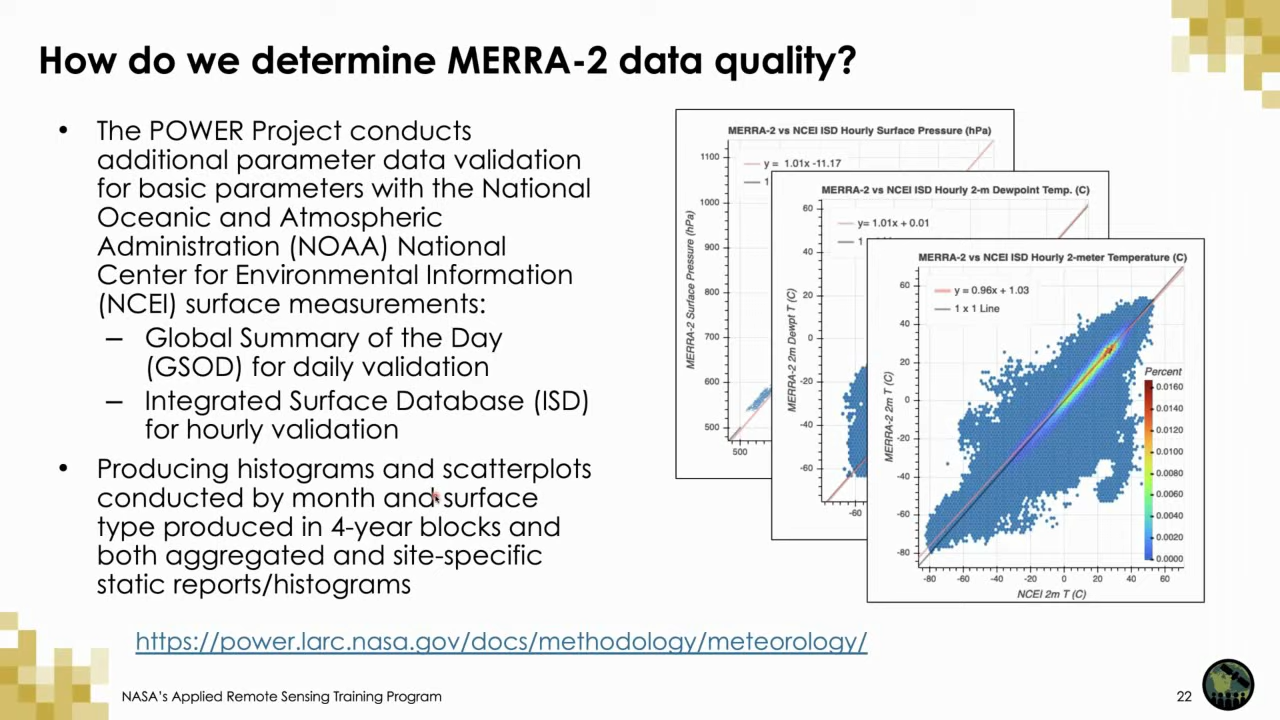 How do we determine MERRA-2 data quality?
• The POWER Project conducts
additional parameter data validation
for basic parameters with the National
Oceanic and Atmospheric
Administration (NOAA) National
Center for Environmental Information
(NCEI) surface measurements:
– Global Summary of the Day
(GSOD) for daily validation
– Integrated Surface Database (ISD)
for hourly validation
• Producing histograms and scatterplots
conducted by month and surface
type produced in 4-year blocks and
both aggregated and site-specific
static reports/histograms
https://power.larc.nasa.gov/docs/methodology/meteorology/
MERRA-2 vs NCEI ISD Hourly Surface Pressure (hPa)
y = 1.01x -11.17
1
MERRA-2 Surface Pressure (hPa)
1100
1000
900
800
700
600
500
500
MERRA-2 vs NCEI ISD Hourly 2-m Dewpoint Temp. (C)
y= 1.01x + 0.01
1
MERRA-2 2m Dewpt T (C)
60
40
20
0
-20
-40
-60
-60
MERRA-2 vs NCEI ISD Hourly 2-meter Temperature (C)
y = 0.96x + 1.03
1 x 1 Line
MERRA-2 2m T (C)
60
40
20
0
-20
-40
-60
-80
-80 -60 -40 -20 0 20 40 60
NCEI 2m T (C)
Percent
0.0160
0.0140
0.0120
0.0100
0.0080
0.0060
0.0040
0.0020
0.0000
NASA's Applied Remote Sensing Training Program
22